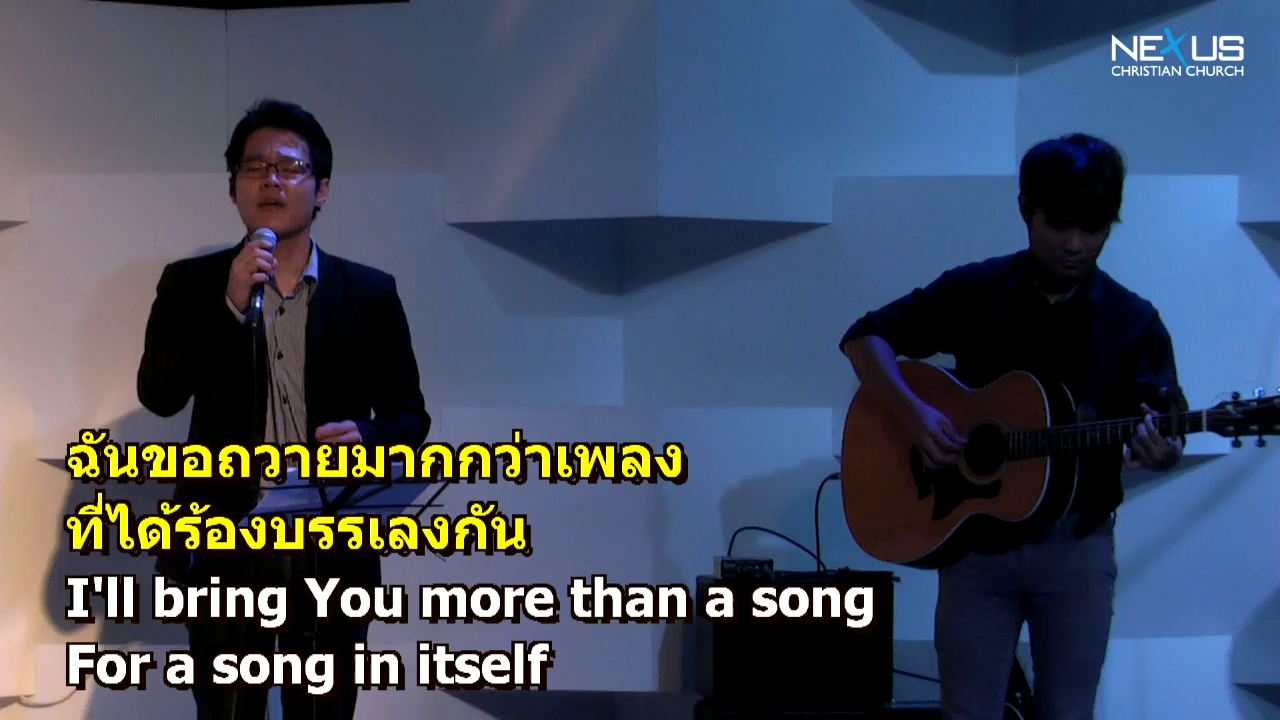 NEXUS
CHRISTIAN CHURCH
ฉันขอถวายมากกว่าเพลง
ที่ได้ร้องบรรเลงกัน
I'll bring You more than a song
For a song in itself